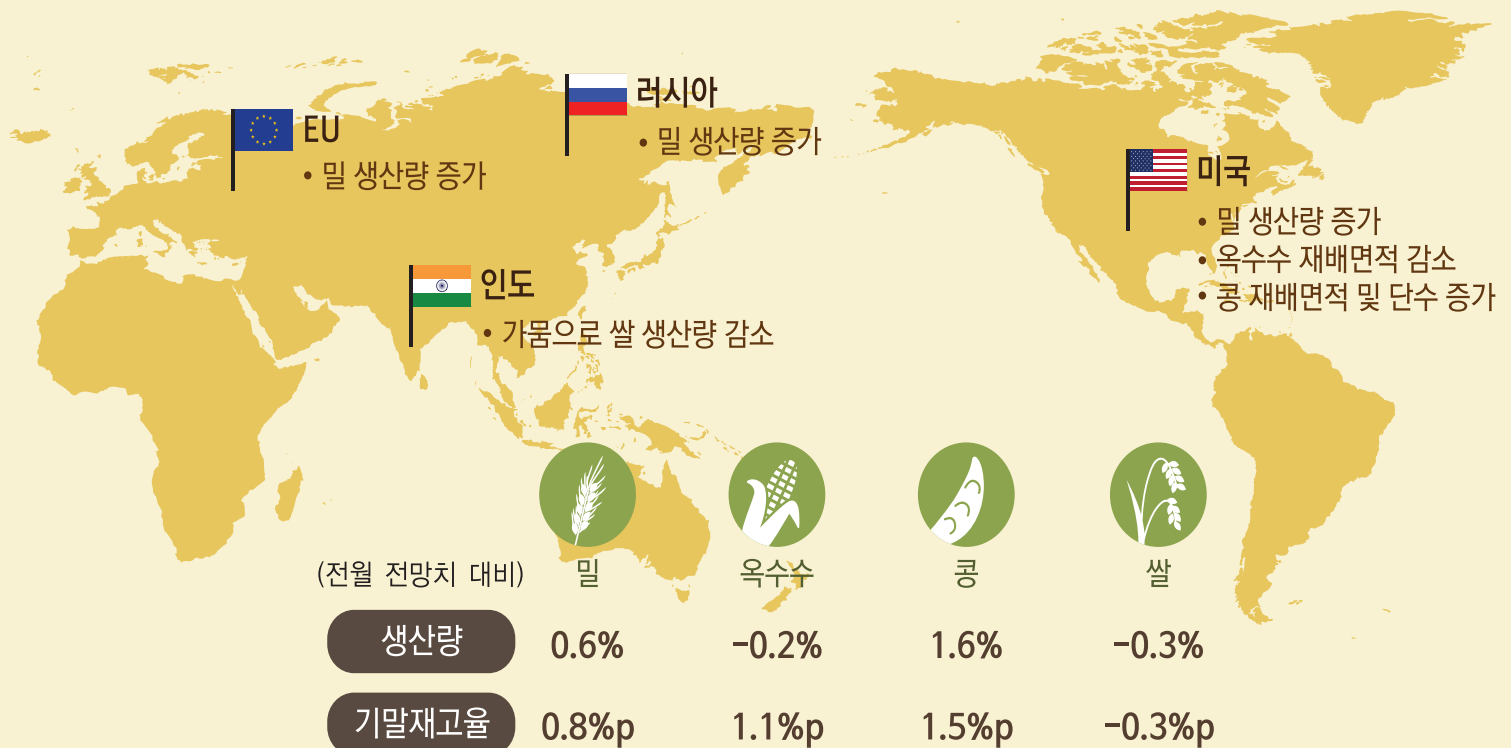 러시아
• 밀 생산량 증가
EU
• 밀 생산량 증가
미국
• 밀 생산량 증가
• 옥수수 재배면적 감소
• 콩 재배면적 및 단수 증가
인도
• 가뭄으로 쌀 생산량 감소
(전월 전망치 대비) 밀 옥수수 콩 쌀
생산량 0.6% -0.2% 1.6% -0.3%
기말재고율 0.8%p 1.1%p 1.5%p -0.3%p